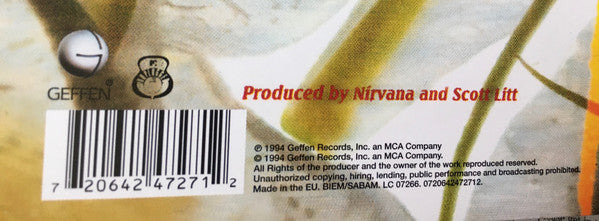 GEFFEN
Produced by Nirvana and Scott Litt
℗ 1994 Geffen Records, Inc. an MCA Company
© 1994 Geffen Records, Inc. an MCA Company.
All Rights of the producer and the owner of the work reproduced reserved.
Unauthorized copying, hiring, lending, public performance and broadcasting prohibited.
Made in the EU. BIEM/SABAM. LC 07266. 0720642472712.
7 20642 47271 2